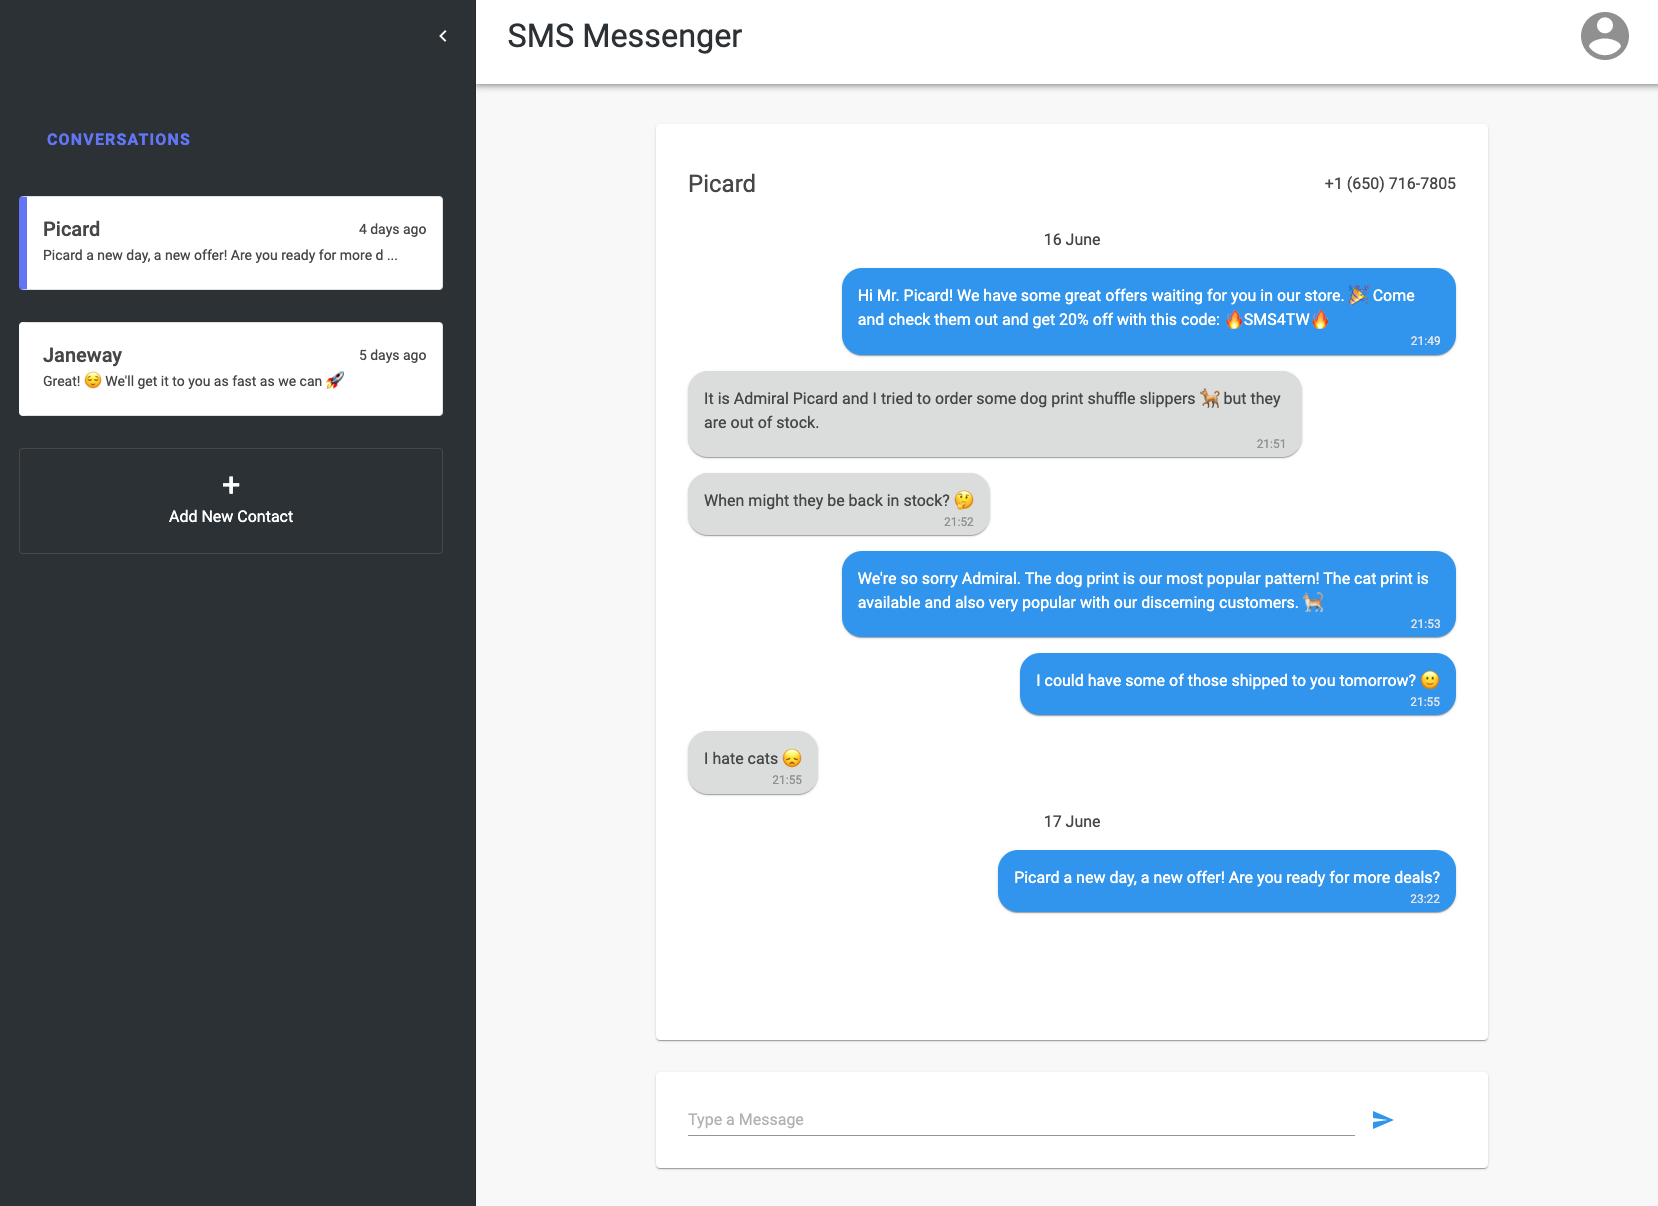 SMS Messenger
CONVERSATIONS
Picard
4 days ago
Picard a new day, a new offer! Are you ready for more d ...
Janeway
5 days ago
Great! 😌 We'll get it to you as fast as we can 🚀
Add New Contact
Picard
+1 (650) 716-7805
16 June
Hi Mr. Picard! We have some great offers waiting for you in our store. 🎉 Come
and check them out and get 20% off with this code: 🔥SMS4TW🔥
21:49
It is Admiral Picard and I tried to order some dog print shuffle slippers 🐕 but they
are out of stock.
21:51
When might they be back in stock? 🤔
21:52
We're so sorry Admiral. The dog print is our most popular pattern! The cat print is
available and also very popular with our discerning customers. 🐈
21:53
I could have some of those shipped to you tomorrow? 🙂
21:55
I hate cats 😞
21:55
17 June
Picard a new day, a new offer! Are you ready for more deals?
23:22
Type a Message